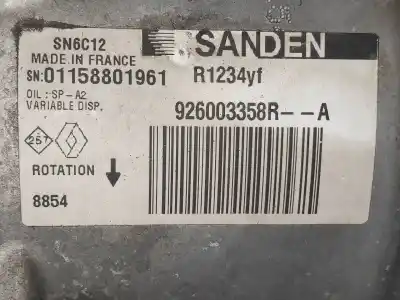 SN6C12
SANDEN
MADE IN FRANCE
SN:01158801961
R1234yf
OIL : SP-A2
VARIABLE DISP.
926003358R--A
257
ROTATION
8854